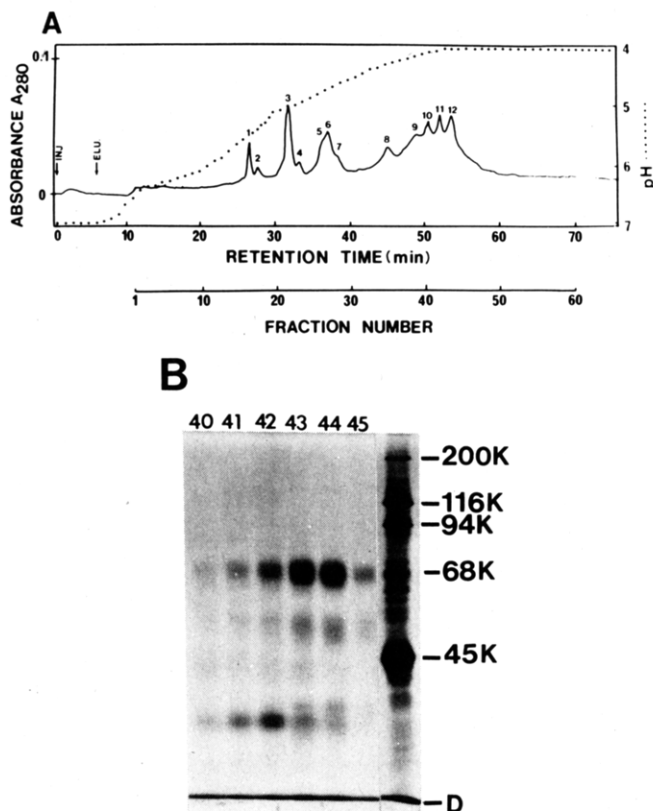 A
ABSORBANCE A280
0.1
0
INJ.
ELU.
1
2
3
4
5
6
7
8
9
10
11
12
4
5
6
7
pH
0 10 20 30 40 50 60 70
RETENTION TIME (min)
1 10 20 30 40 50 60
FRACTION NUMBER
B
40 41 42 43 44 45
-200K
-116K
-94K
-68K
-45K
-D